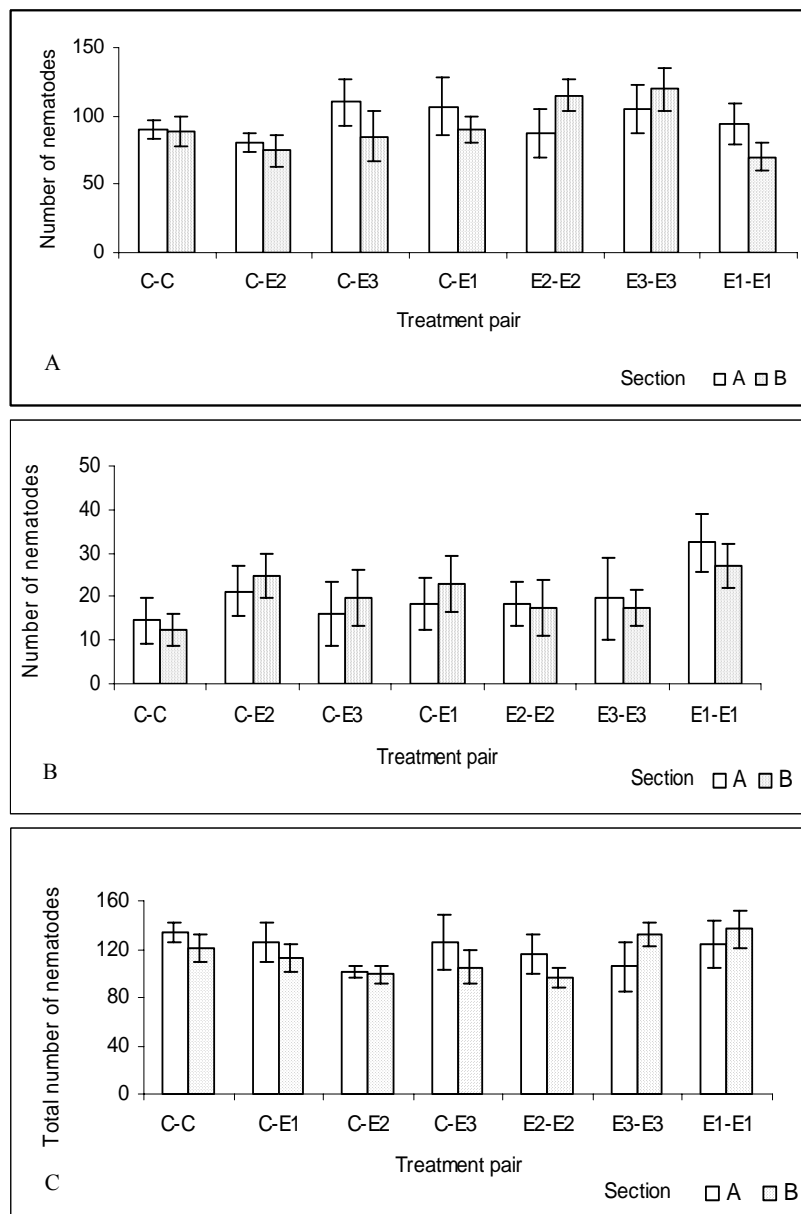 Number of nematodes
150
100
50
0
C-C C-E2 C-E3 C-E1 E2-E2 E3-E3 E1-E1
Treatment pair
A
Section A B
Number of nematodes
50
40
30
20
10
0
C-C C-E2 C-E3 C-E1 E2-E2 E3-E3 E1-E1
Treatment pair
B
Section A B
Total number of nematodes
160
120
80
40
0
C-C C-E1 C-E2 C-E3 E2-E2 E3-E3 E1-E1
Treatment pair
C
Section A B